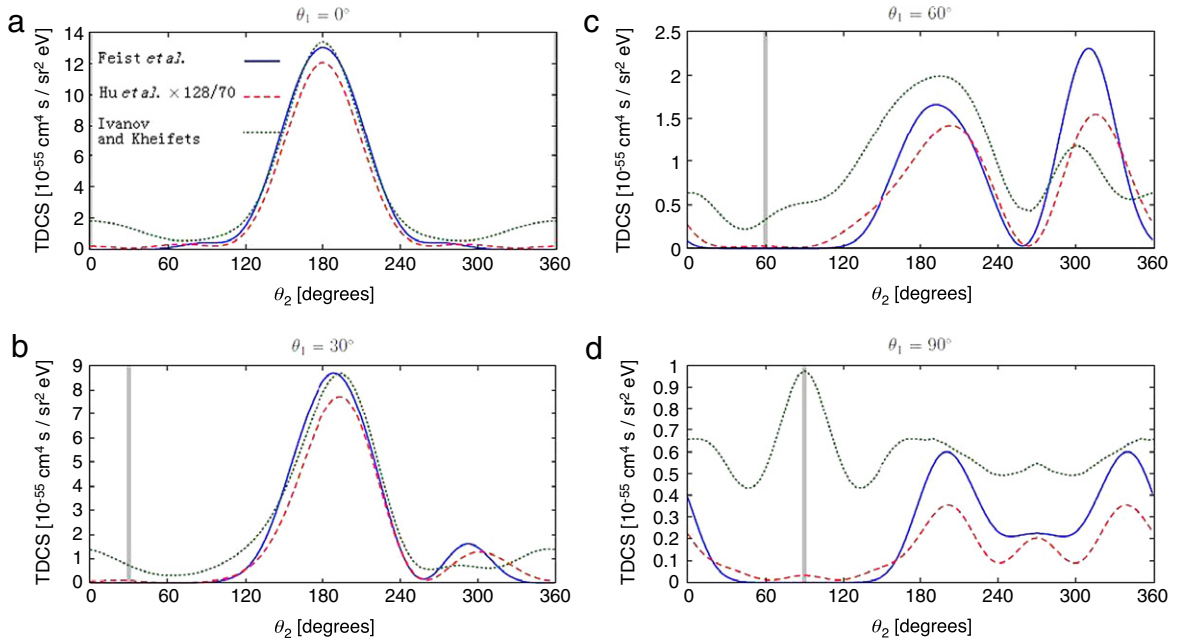 a
θ1 = 0°
TDCS [10-55 cm4 s / sr2 eV]
14
12
10
8
6
4
2
0
Feist et al.
Hu et al. × 128/70
Ivanov
and Kheifets
0 60 120 180 240 300 360
θ2 [degrees]
b
θ1 = 30°
TDCS [10-55 cm4 s / sr2 eV]
9
8
7
6
5
4
3
2
1
0
0 60 120 180 240 300 360
θ2 [degrees]
c
θ1 = 60°
TDCS [10-55 cm4 s / sr2 eV]
2.5
2
1.5
1
0.5
0
0 60 120 180 240 300 360
θ2 [degrees]
d
θ1 = 90°
TDCS [10-55 cm4 s / sr2 eV]
1
0.9
0.8
0.7
0.6
0.5
0.4
0.3
0.2
0.1
0
0 60 120 180 240 300 360
θ2 [degrees]